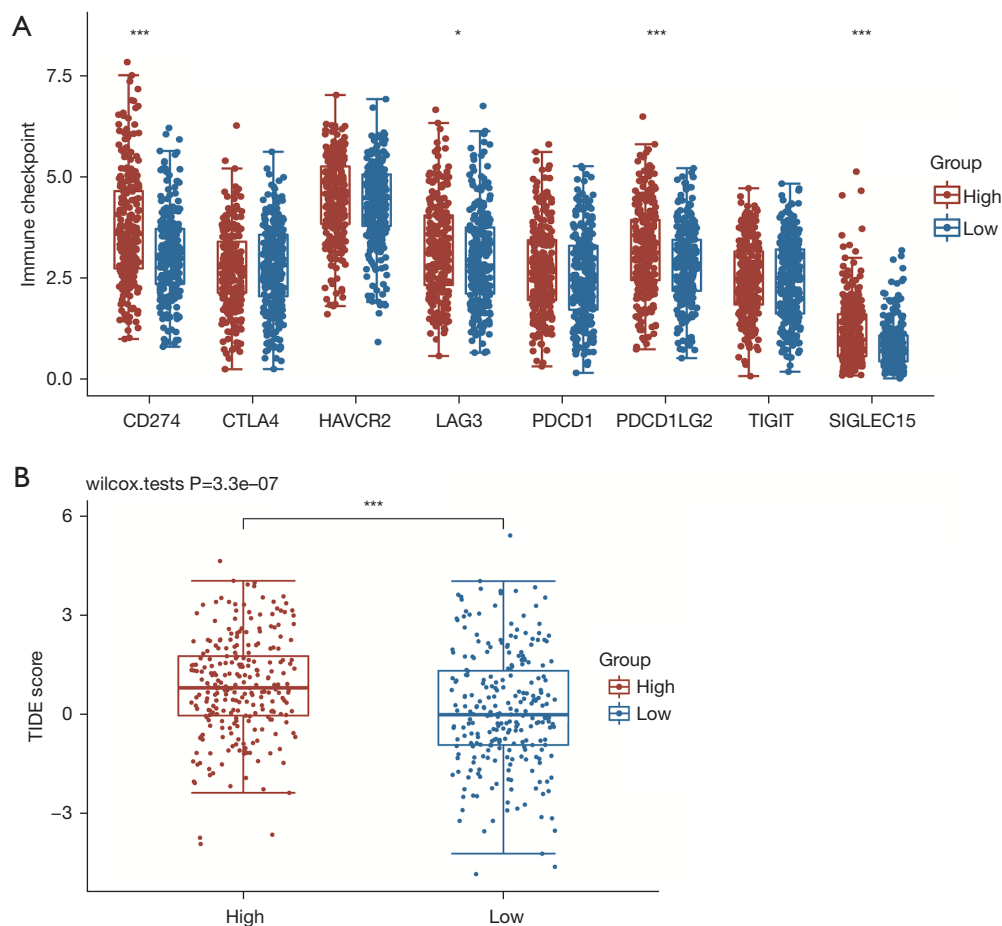 A
*** * *** ***
7.5
5.0
2.5
0.0
Immune checkpoint
CD274 CTLA4 HAVCR2 LAG3 PDCD1 PDCD1LG2 TIGIT SIGLEC15
Group
High
Low
B
wilcox.tests P=3.3e–07
***
6
3
0
–3
TIDE score
High Low
Group
High
Low